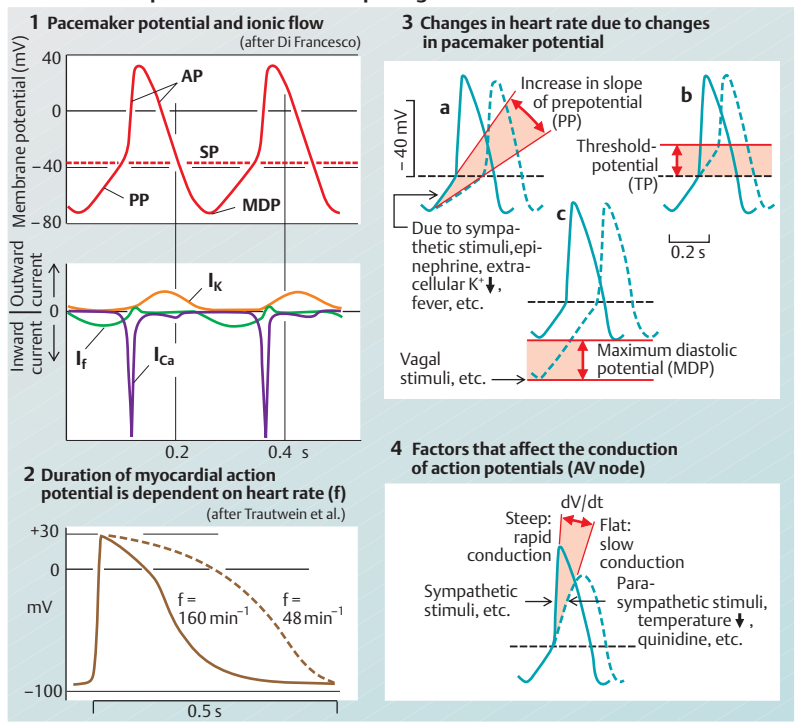 1 Pacemaker potential and ionic flow
(after Di Francesco)
Membrane potential (mV)
40
0
−40
−80
AP
SP
PP
MDP
Outward
current
0
Inward
current
IK
If
ICa
0.2
0.4 s
2 Duration of myocardial action
potential is dependent on heart rate (f)
(after Trautwein et al.)
+30
0
mV
−100
f =
160 min⁻¹
f =
48 min⁻¹
0.5 s
3 Changes in heart rate due to changes
in pacemaker potential
−40 mV
a
Increase in slope
of prepotential
(PP)
Due to sympa-
thetic stimuli,epi-
nephrine, extra-
cellular K⁺↓,
fever, etc.
b
Threshold-
potential
(TP)
0.2 s
c
Vagal
stimuli, etc.
Maximum diastolic
potential (MDP)
4 Factors that affect the conduction
of action potentials (AV node)
dV/dt
Steep:
rapid
conduction
Flat:
slow
conduction
Sympathetic
stimuli, etc.
Para-
sympathetic stimuli,
temperature ↓,
quinidine, etc.